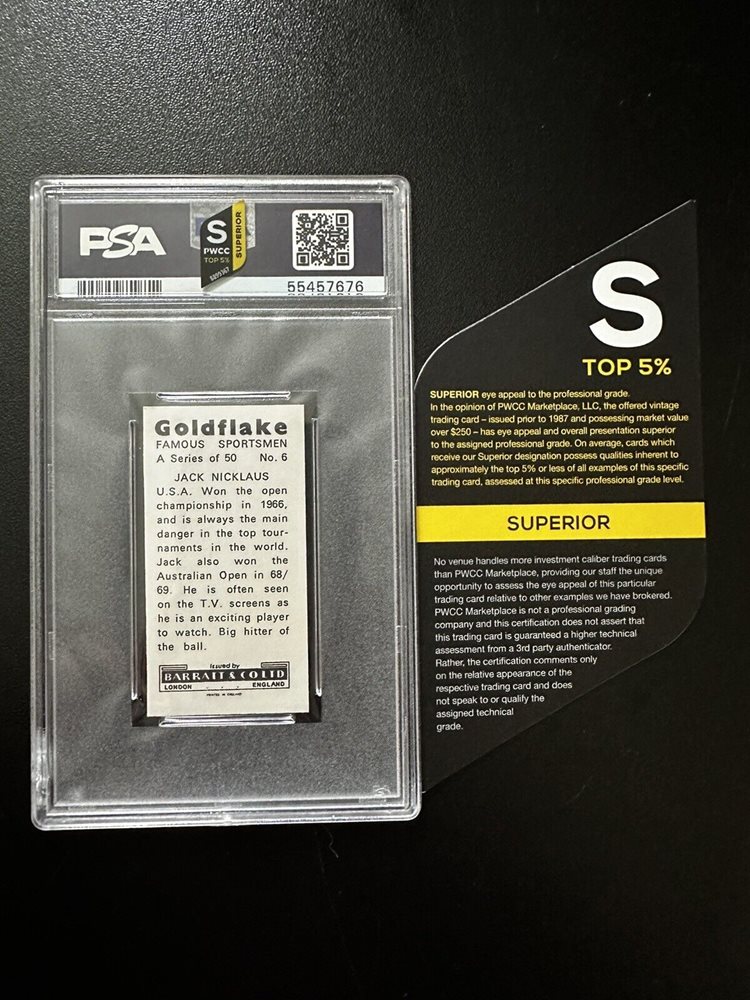 PSA
S
PWCC
TOP 5%
SUPERIOR
55457676
Goldflake
FAMOUS SPORTSMEN
A Series of 50 No. 6
JACK NICKLAUS
U.S.A. Won the open
championship in 1966,
and is always the main
danger in the top tour-
naments in the world.
Jack also won the
Australian Open in 68/
69. He is often seen
on the T.V. screens as
he is an exciting player
to watch. Big hitter of
the ball.
issued by
BARRATT & CO LTD
LONDON . . . ENGLAND
PRINTED IN ENGLAND
S
TOP 5%
SUPERIOR eye appeal to the professional grade.
In the opinion of PWCC Marketplace, LLC, the offered vintage
trading card – issued prior to 1987 and possessing market value
over $250 – has eye appeal and overall presentation superior
to the assigned professional grade. On average, cards which
receive our Superior designation possess qualities inherent to
approximately the top 5% or less of all examples of this specific
trading card, assessed at this specific professional grade level.
SUPERIOR
No venue handles more investment caliber trading cards
than PWCC Marketplace, providing our staff the unique
opportunity to assess the eye appeal of this particular
trading card relative to other examples we have brokered.
PWCC Marketplace is not a professional grading
company and this certification does not assert that
this trading card is guaranteed a higher technical
assessment from a 3rd party authenticator.
Rather, the certification comments only
on the relative appearance of the
respective trading card and does
not speak to or qualify the
assigned technical
grade.